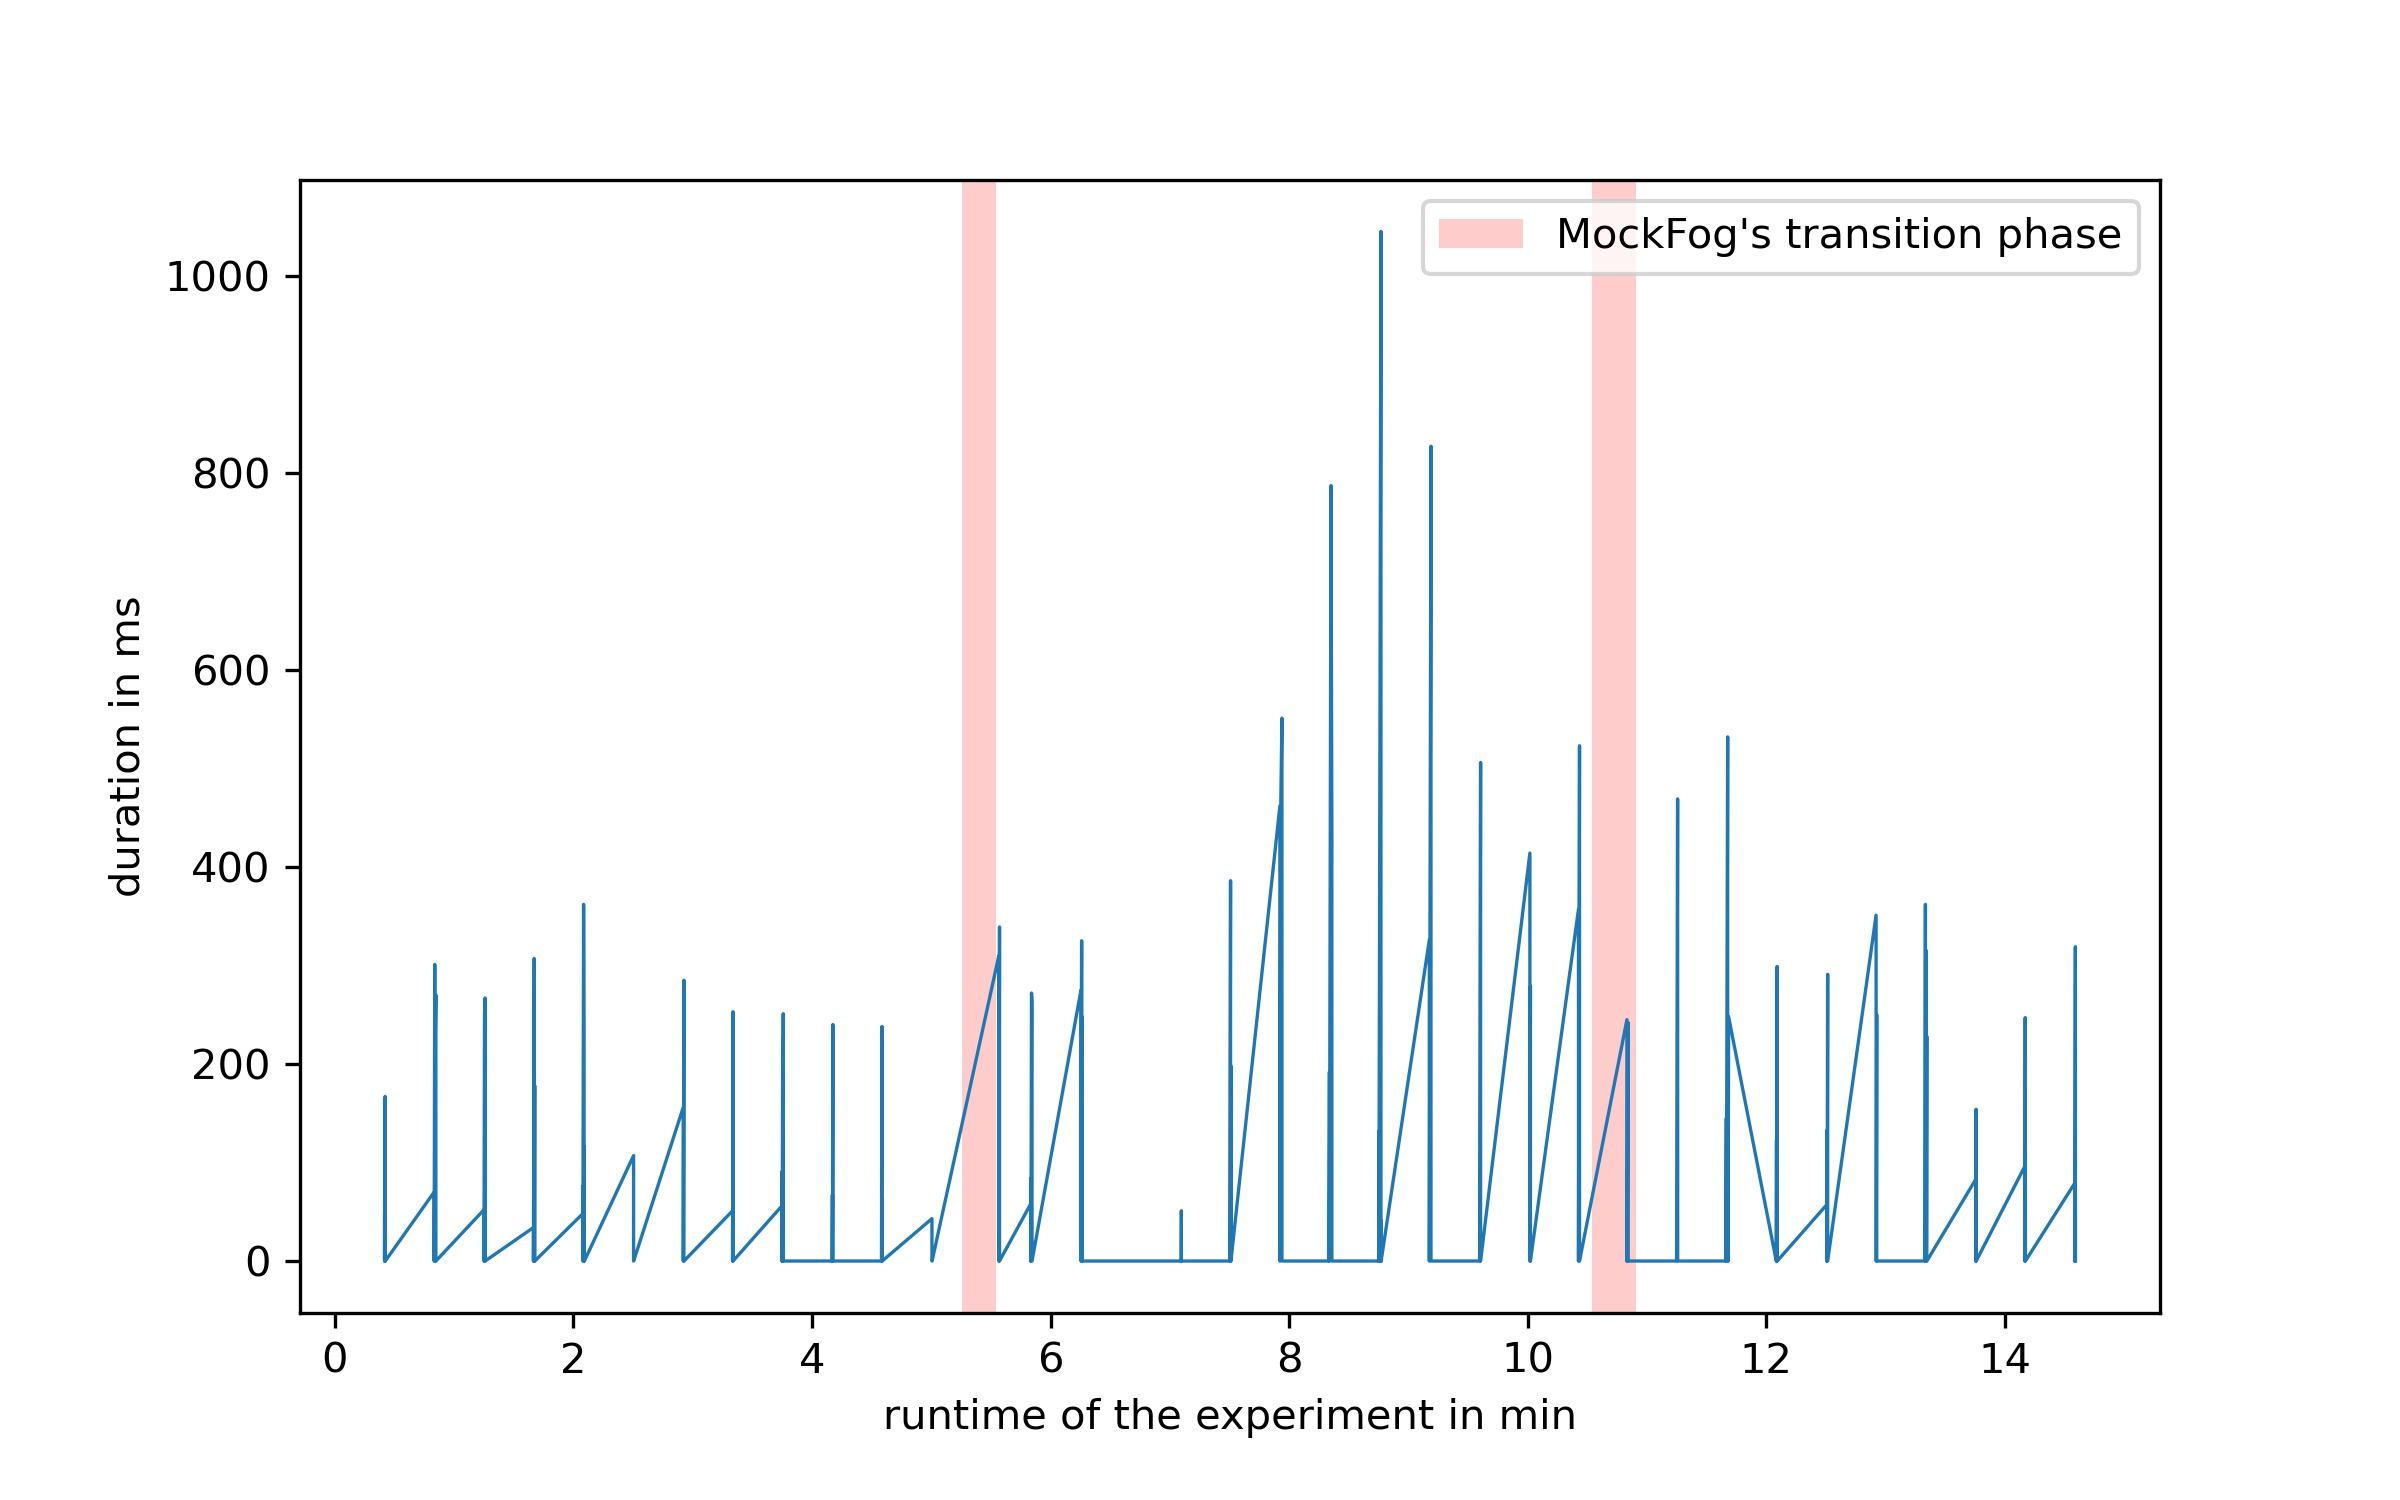 MockFog's transition phase
1000
800
600
400
200
0
duration in ms
0 2 4 6 8 10 12 14
runtime of the experiment in min